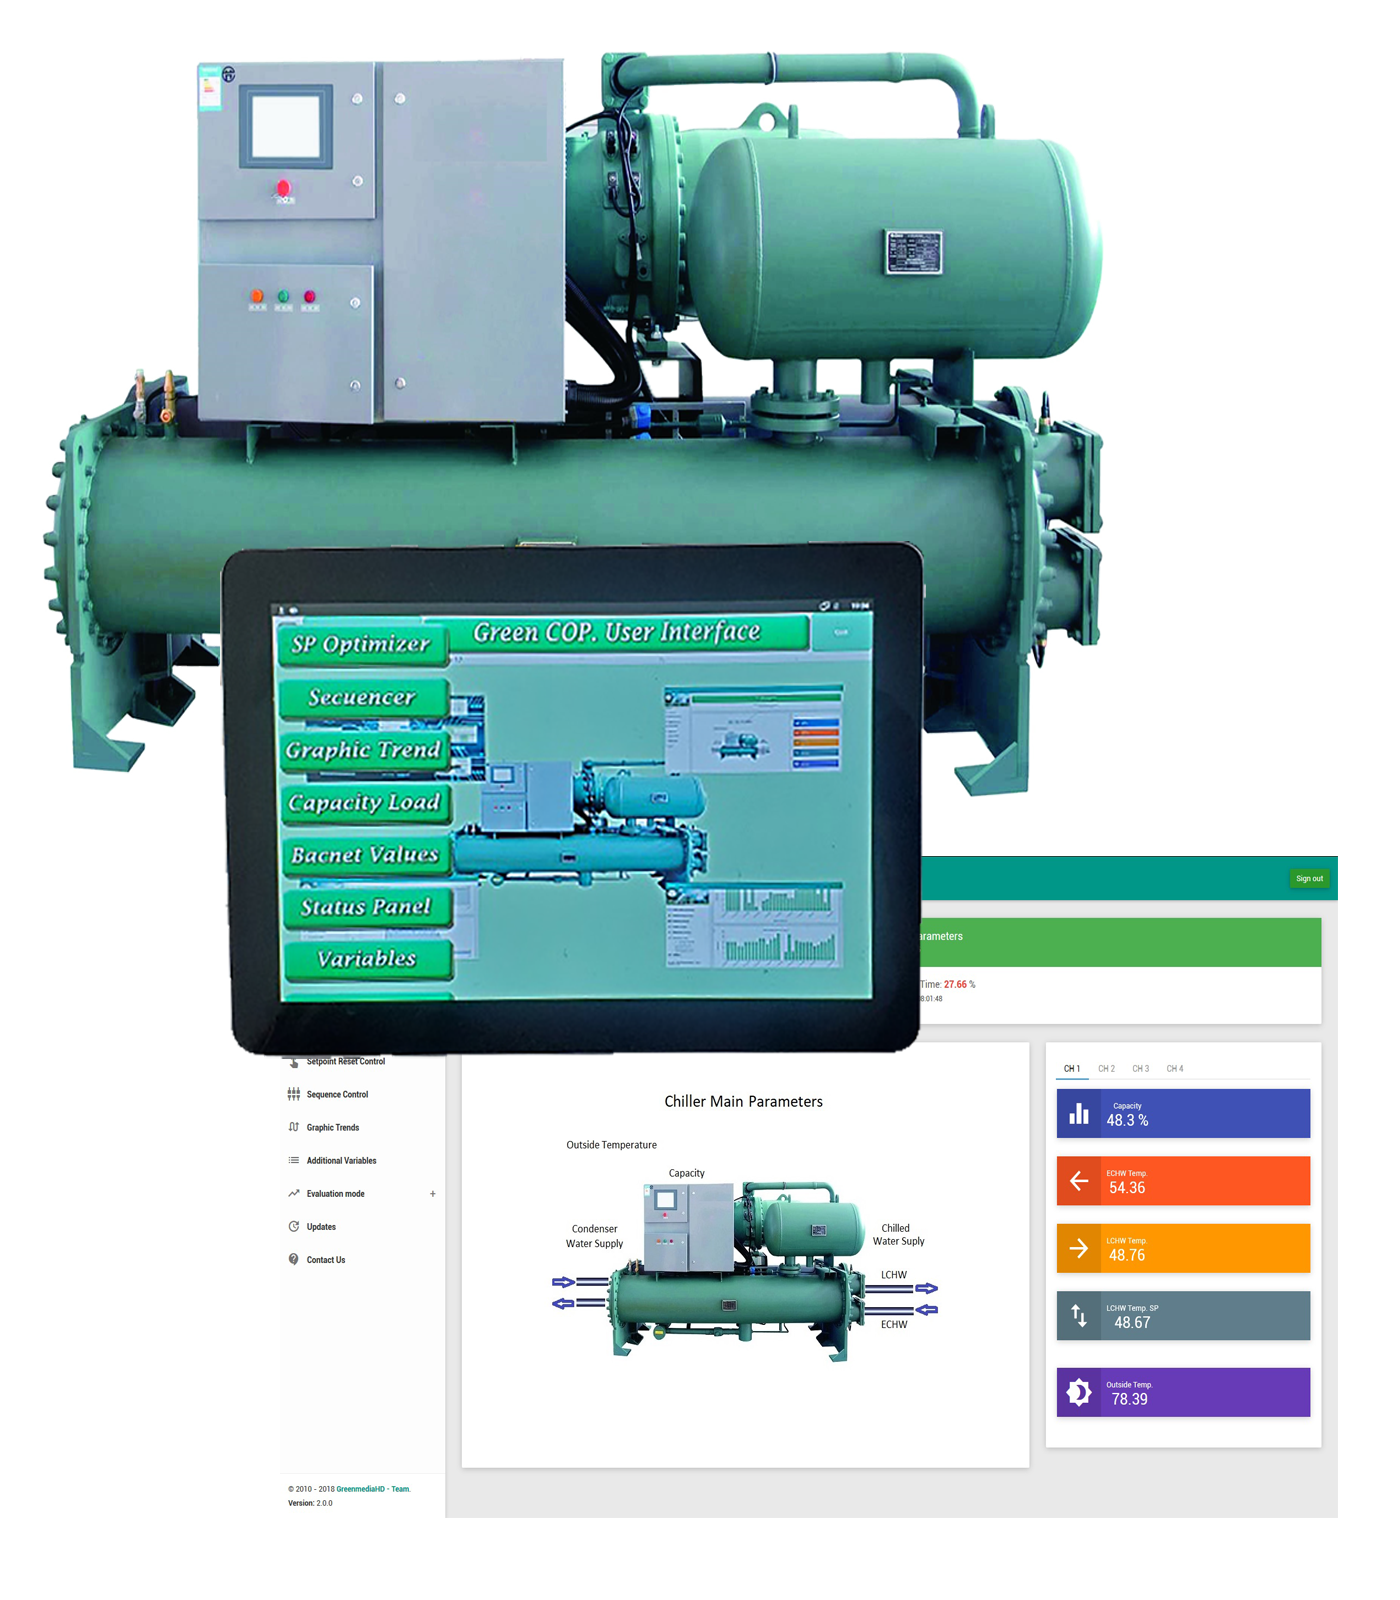 SP Optimizer
Green COP. User Interface
Secuencer
Graphic Trend
Capacity Load
Bacnet Values
Status Panel
Variables
Sign out
arameters
Time: 27.66 %
8:01:48
Setpoint Reset Control
Sequence Control
Graphic Trends
Additional Variables
Evaluation mode +
Updates
Contact Us
© 2010 - 2018 GreenmediaHD - Team.
Version: 2.0.0
Chiller Main Parameters
Outside Temperature
Capacity
Condenser
Water Supply
Chilled
Water Suply
LCHW
ECHW
CH 1 CH 2 CH 3 CH 4
Capacity
48.3 %
ECHW Temp.
54.36
LCHW Temp.
48.76
LCHW Temp. SP
48.67
Outside Temp.
78.39